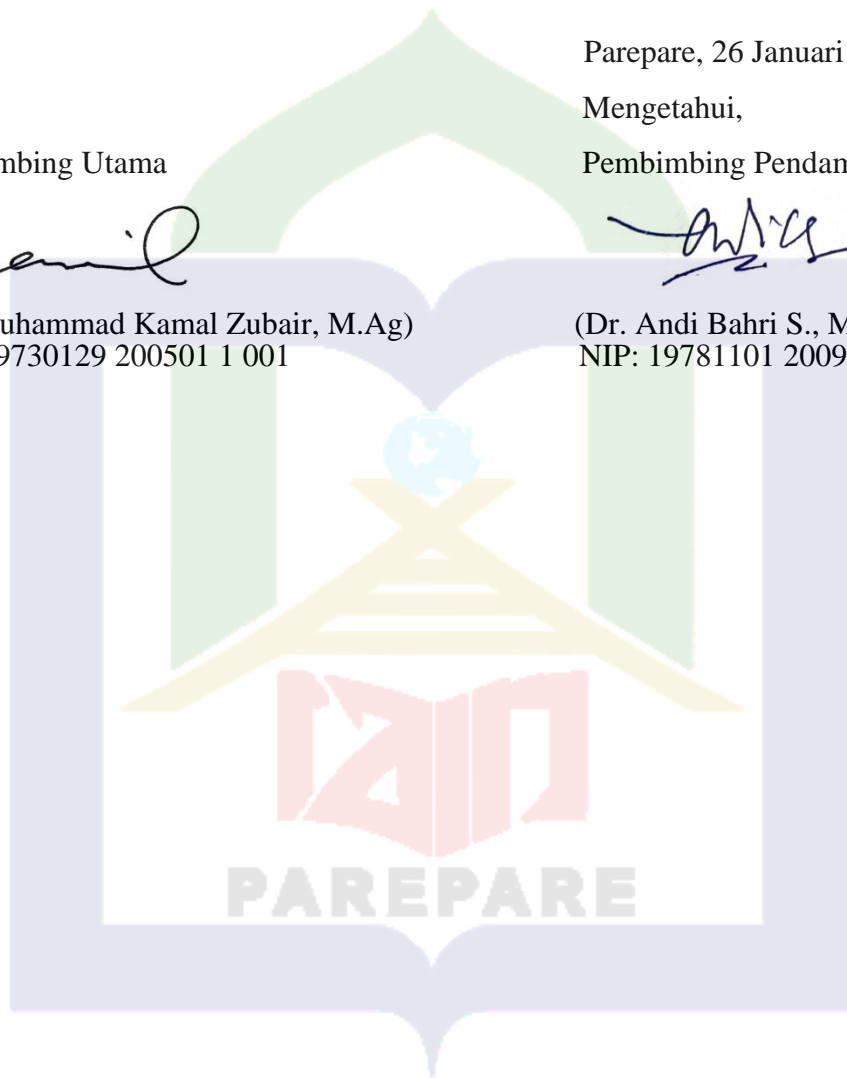 Parepare, 26 Januari
Mengetahui,
mbing Utama
Pembimbing Pendam
uhammad Kamal Zubair, M.Ag)
9730129 200501 1 001
(Dr. Andi Bahri S., M
NIP: 19781101 2009
IAIN
PAREPARE